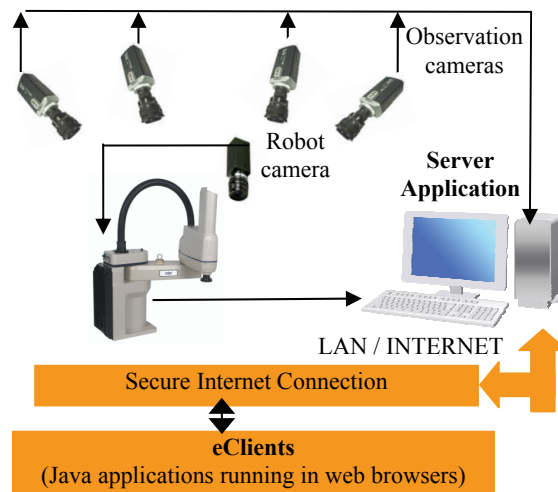 Observation
cameras
Robot
camera
Server
Application
LAN / INTERNET
Secure Internet Connection
eClients
(Java applications running in web browsers)